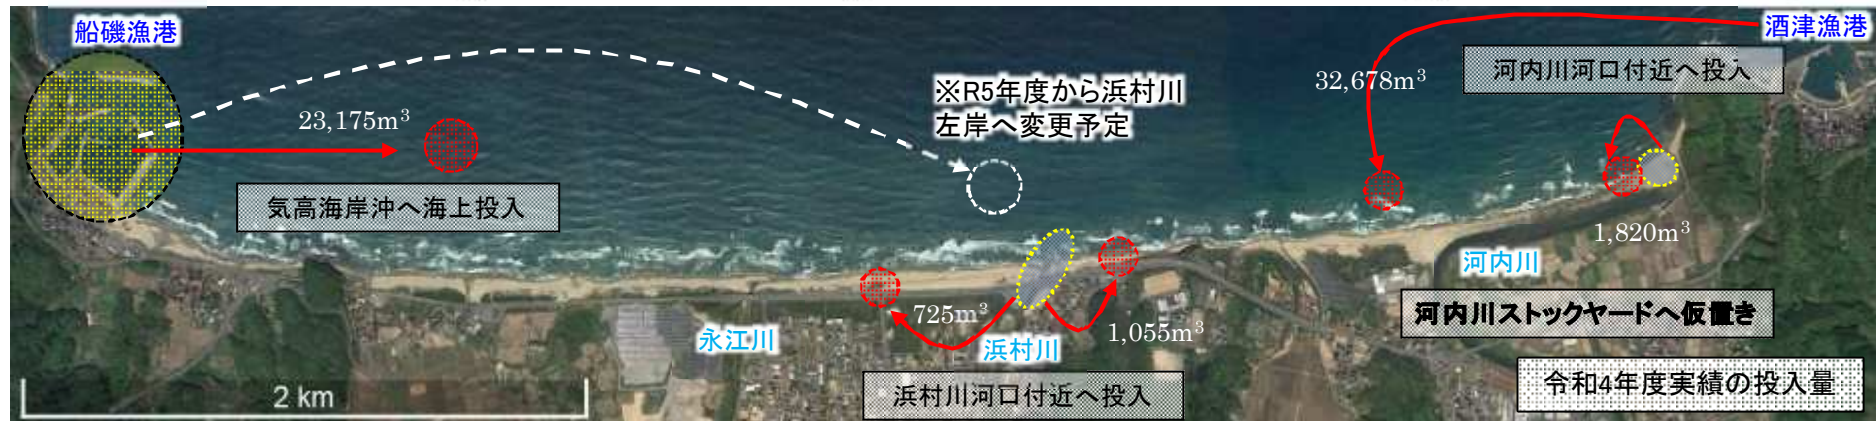 船磯漁港
酒津漁港
河内川河口付近へ投入
32,678m³
※R5年度から浜村川
左岸へ変更予定
23,175m³
気高海岸沖へ海上投入
1,820m³
河内川
河内川ストックヤードへ仮置き
725m³
1,055m³
永江川
浜村川
浜村川河口付近へ投入
2 km
令和4年度実績の投入量